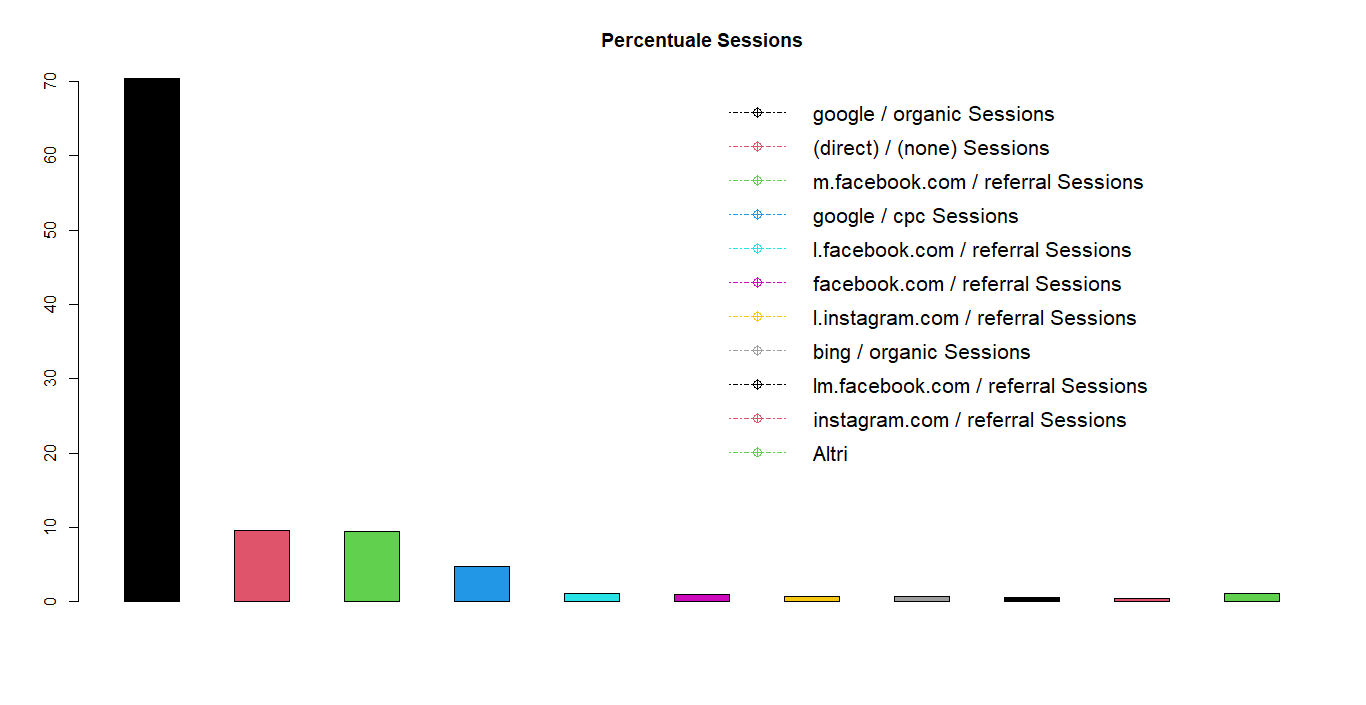 Percentuale Sessions
70
60
50
40
30
20
10
0
google / organic Sessions
(direct) / (none) Sessions
m.facebook.com / referral Sessions
google / cpc Sessions
l.facebook.com / referral Sessions
facebook.com / referral Sessions
l.instagram.com / referral Sessions
bing / organic Sessions
lm.facebook.com / referral Sessions
instagram.com / referral Sessions
Altri